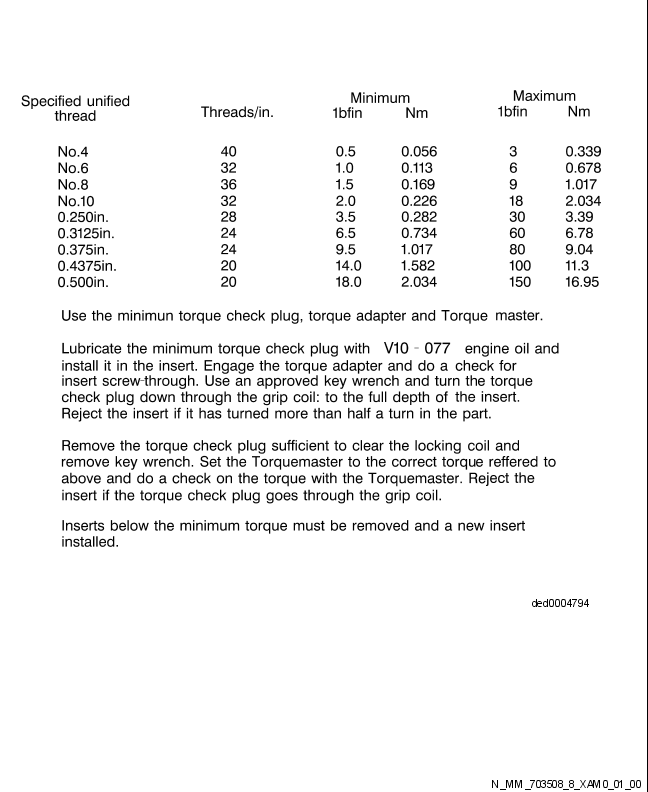 Minimum Maximum
Specified unified thread Threads/in. 1bfin Nm 1bfin Nm
No.4 40 0.5 0.056 3 0.339
No.6 32 1.0 0.113 6 0.678
No.8 36 1.5 0.169 9 1.017
No.10 32 2.0 0.226 18 2.034
0.250in. 28 3.5 0.282 30 3.39
0.3125in. 24 6.5 0.734 60 6.78
0.375in. 24 9.5 1.017 80 9.04
0.4375in. 20 14.0 1.582 100 11.3
0.500in. 20 18.0 2.034 150 16.95
Use the minimun torque check plug, torque adapter and Torque master.
Lubricate the minimum torque check plug with V10 - 077 engine oil and
install it in the insert. Engage the torque adapter and do a check for
insert screw-through. Use an approved key wrench and turn the torque
check plug down through the grip coil: to the full depth of the insert.
Reject the insert if it has turned more than half a turn in the part.
Remove the torque check plug sufficient to clear the locking coil and
remove key wrench. Set the Torquemaster to the correct torque reffered to
above and do a check on the torque with the Torquemaster. Reject the
insert if the torque check plug goes through the grip coil.
Inserts below the minimum torque must be removed and a new insert
installed.
ded0004794
N_MM_703508_8_XAM0_01_00